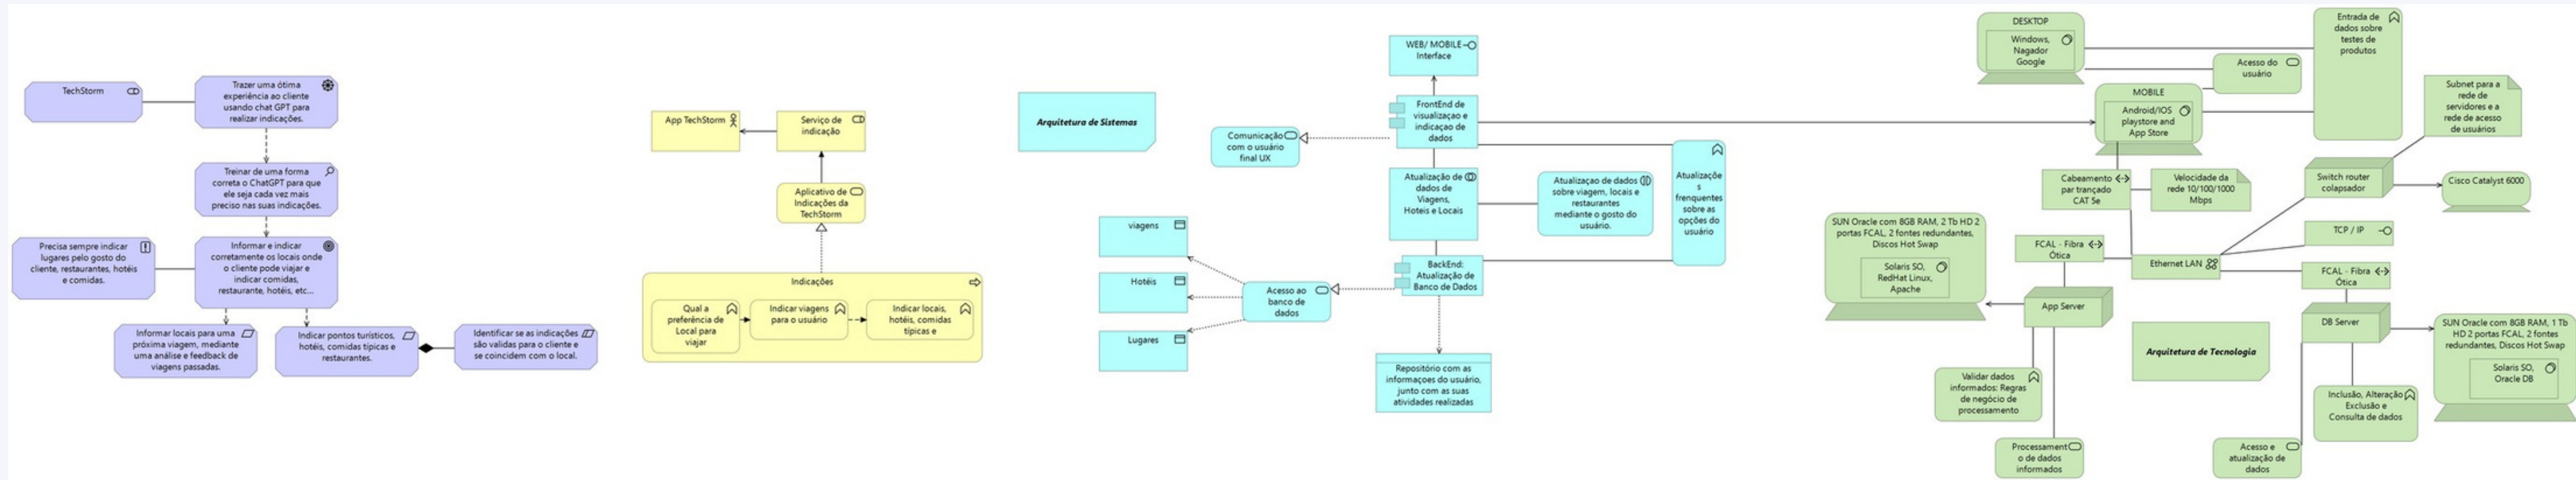 TechStorm
Trazer uma ótima
experiência ao cliente
usando chat GPT para
realizar indicações.
Treinar de uma forma
correta o ChatGPT para que
ele seja cada vez mais
preciso nas suas indicações.
Precisa sempre indicar
lugares pelo gosto do
cliente, restaurantes, hotéis
e comidas.
Informar e indicar
corretamente os locais onde
o cliente pode viajar e
indicar comidas,
restaurante, hotéis, etc...
Informar locais para uma
próxima viagem, mediante
uma análise e feedback de
viagens passadas.
Indicar pontos turísticos,
hotéis, comidas típicas e
restaurantes.
Identificar se as indicações
são validas para o cliente e
se coincidem com o local.
App TechStorm
Serviço de
indicação
Aplicativo de
Indicações da
TechStorm
Indicações
Qual a
preferência de
Local para
viajar
Indicar viagens
para o usuário
Indicar locais,
hotéis, comidas
típicas e
Arquitetura de Sistemas
WEB/ MOBILE
Interface
FrontEnd de
visualizaçao e
indicaçao de
dados
Comunicação
com o usuário
final UX
Atualização de
dados de
Viagens,
Hoteis e Locais
Atualizaçao de dados
sobre viagem, locais e
restaurantes
mediante o gosto do
usuário.
Atualizaçõe
s
frenquentes
sobre as
opções do
usuário
viagens
Hotéis
Lugares
Acesso ao
banco de
dados
BackEnd:
Atualização de
Banco de Dados
Repositório com as
informaçoes do usuário,
junto com as suas
atividades realizadas
DESKTOP
Windows,
Nagador
Google
Entrada de
dados sobre
testes de
produtos
Acesso do
usuário
MOBILE
Android/IOS
playstore and
App Store
Subnet para a
rede de
servidores e a
rede de acesso
de usuários
Cabeamento
par trançado
CAT 5e
Velocidade da
rede 10/100/1000
Mbps
Switch router
colapsador
Cisco Catalyst 6000
SUN Oracle com 8GB RAM, 2 Tb HD 2
portas FCAL, 2 fontes redundantes,
Discos Hot Swap
Solaris SO,
RedHat Linux,
Apache
FCAL - Fibra
Ótica
Ethernet LAN
TCP / IP
FCAL - Fibra
Ótica
App Server
DB Server
Arquitetura de Tecnologia
SUN Oracle com 8GB RAM, 1 Tb
HD 2 portas FCAL, 2 fontes
redundantes, Discos Hot Swap
Solaris SO,
Oracle DB
Validar dados
informados: Regras
de negócio de
processamento
Inclusão, Alteração
Exclusão e
Consulta de dados
Processament
o de dados
informados
Acesso e
atualização de
dados